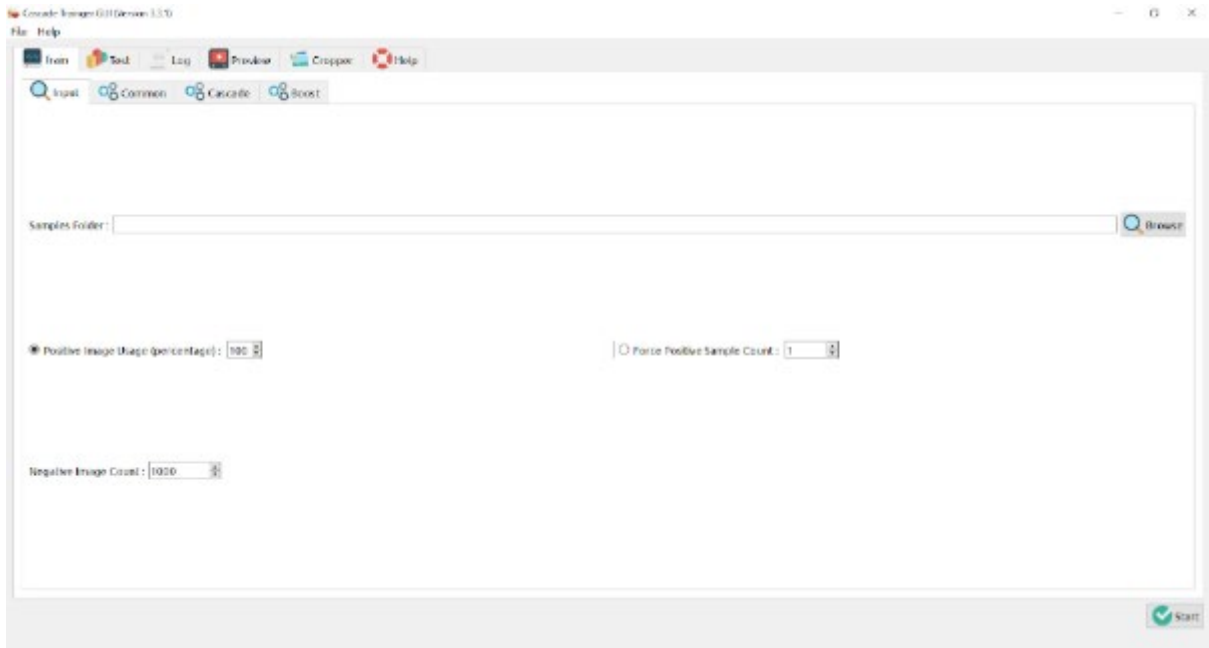 Cascade Trainer GUI (Version 3.3.1)
File Help
Train Test Log Preview Cropper Help
Input Common Cascade Boost
Samples Folder : Browse
Positive Image Usage (percentage) : 100 Force Positive Sample Count : 1
Negative Image Count : 1000
Start